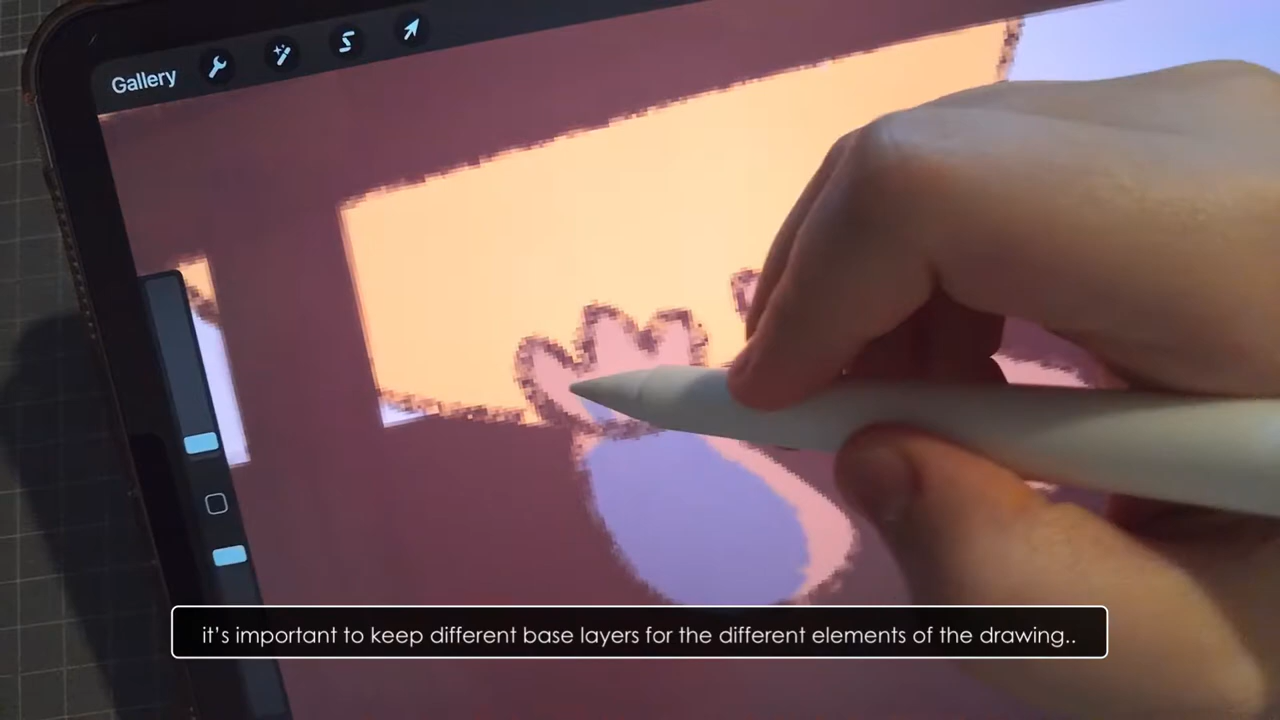 Gallery
it's important to keep different base layers for the different elements of the drawing..